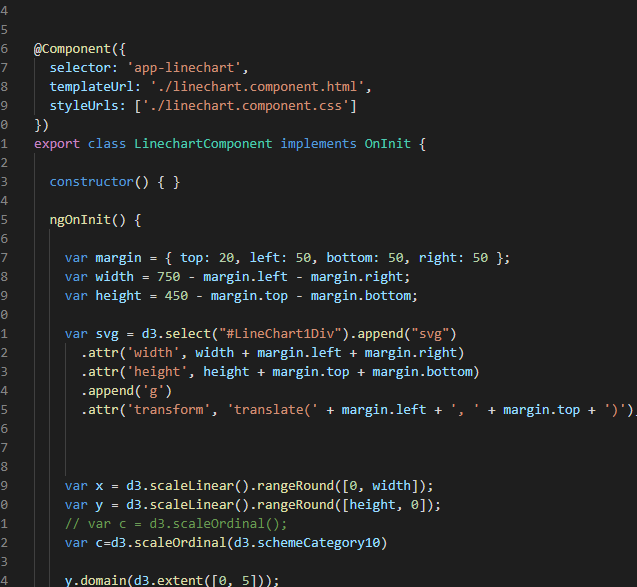 4
5
6 @Component({
7 selector: 'app-linechart',
8 templateUrl: './linechart.component.html',
9 styleUrls: ['./linechart.component.css']
0 })
1 export class LinechartComponent implements OnInit {
2
3 constructor() { }
4
5 ngOnInit() {
6
7 var margin = { top: 20, left: 50, bottom: 50, right: 50 };
8 var width = 750 - margin.left - margin.right;
9 var height = 450 - margin.top - margin.bottom;
0
1 var svg = d3.select("#LineChart1Div").append("svg")
2 .attr('width', width + margin.left + margin.right)
3 .attr('height', height + margin.top + margin.bottom)
4 .append('g')
5 .attr('transform', 'translate(' + margin.left + ', ' + margin.top + ')');
6
7
8
9 var x = d3.scaleLinear().rangeRound([0, width]);
0 var y = d3.scaleLinear().rangeRound([height, 0]);
1 // var c = d3.scaleOrdinal();
2 var c=d3.scaleOrdinal(d3.schemeCategory10)
3
4 y.domain(d3.extent([0, 5]));